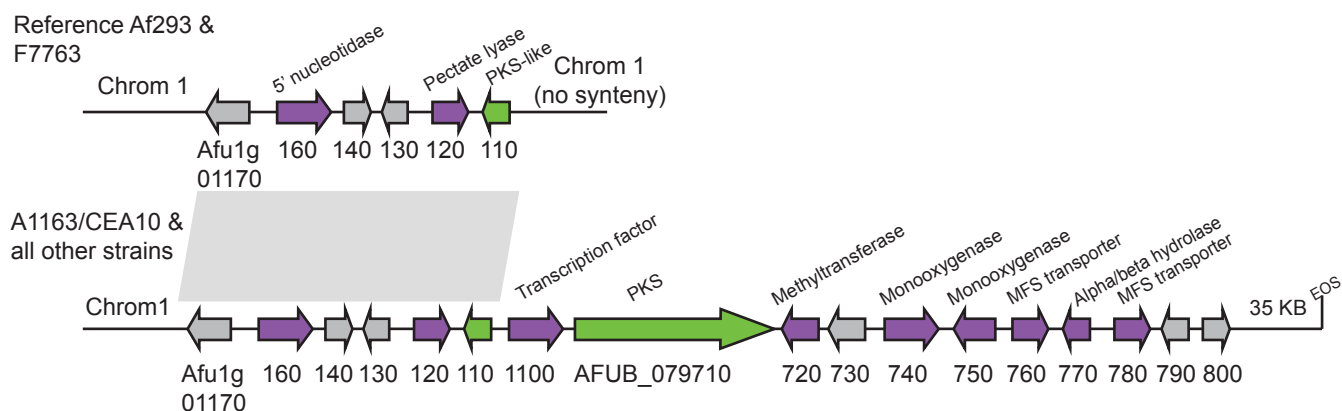 Reference Af293 &
F7763
Chrom 1
5' nucleotidase
Pectate lyase
PKS-like
Chrom 1
(no synteny)
Afu1g
01170
160
140
130
120
110
A1163/CEA10 &
all other strains
Chrom1
Transcription factor
PKS
Methyltransferase
Monooxygenase
Monooxygenase
MFS transporter
Alpha/beta hydrolase
MFS transporter
35 KB
EOS
Afu1g
01170
160
140
130
120
110
1100
AFUB_079710
720
730
740
750
760
770
780
790
800